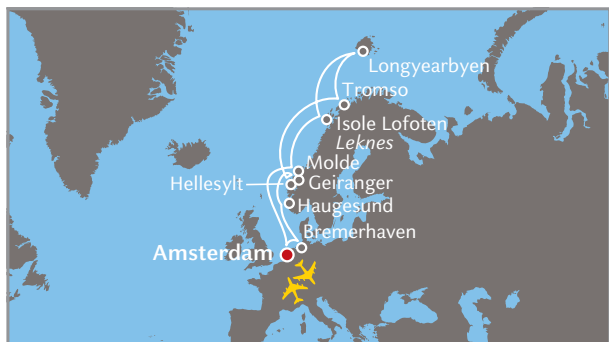 Longyearbyen
Tromso
Isole Lofoten
Leknes
Molde
Hellesylt
Geiranger
Haugesund
Bremerhaven
Amsterdam